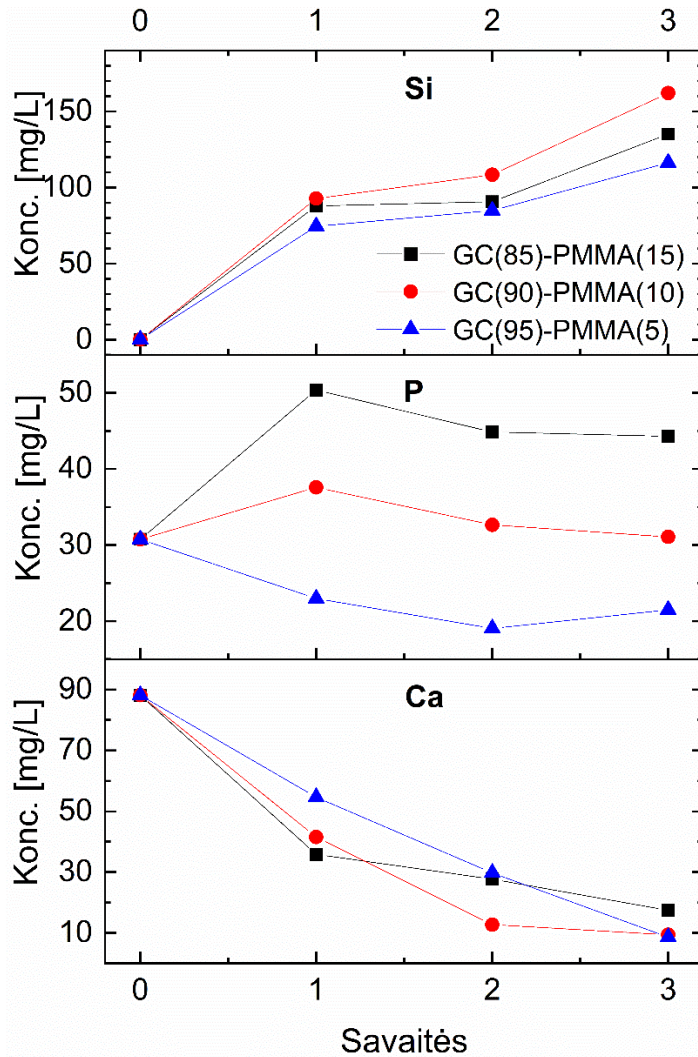 0 1 2 3
Si
Konc. [mg/L]
150
100
50
0
GC(85)-PMMA(15)
GC(90)-PMMA(10)
GC(95)-PMMA(5)
P
Konc. [mg/L]
50
40
30
20
Ca
Konc. [mg/L]
90
70
50
30
10
0 1 2 3
Savaitės